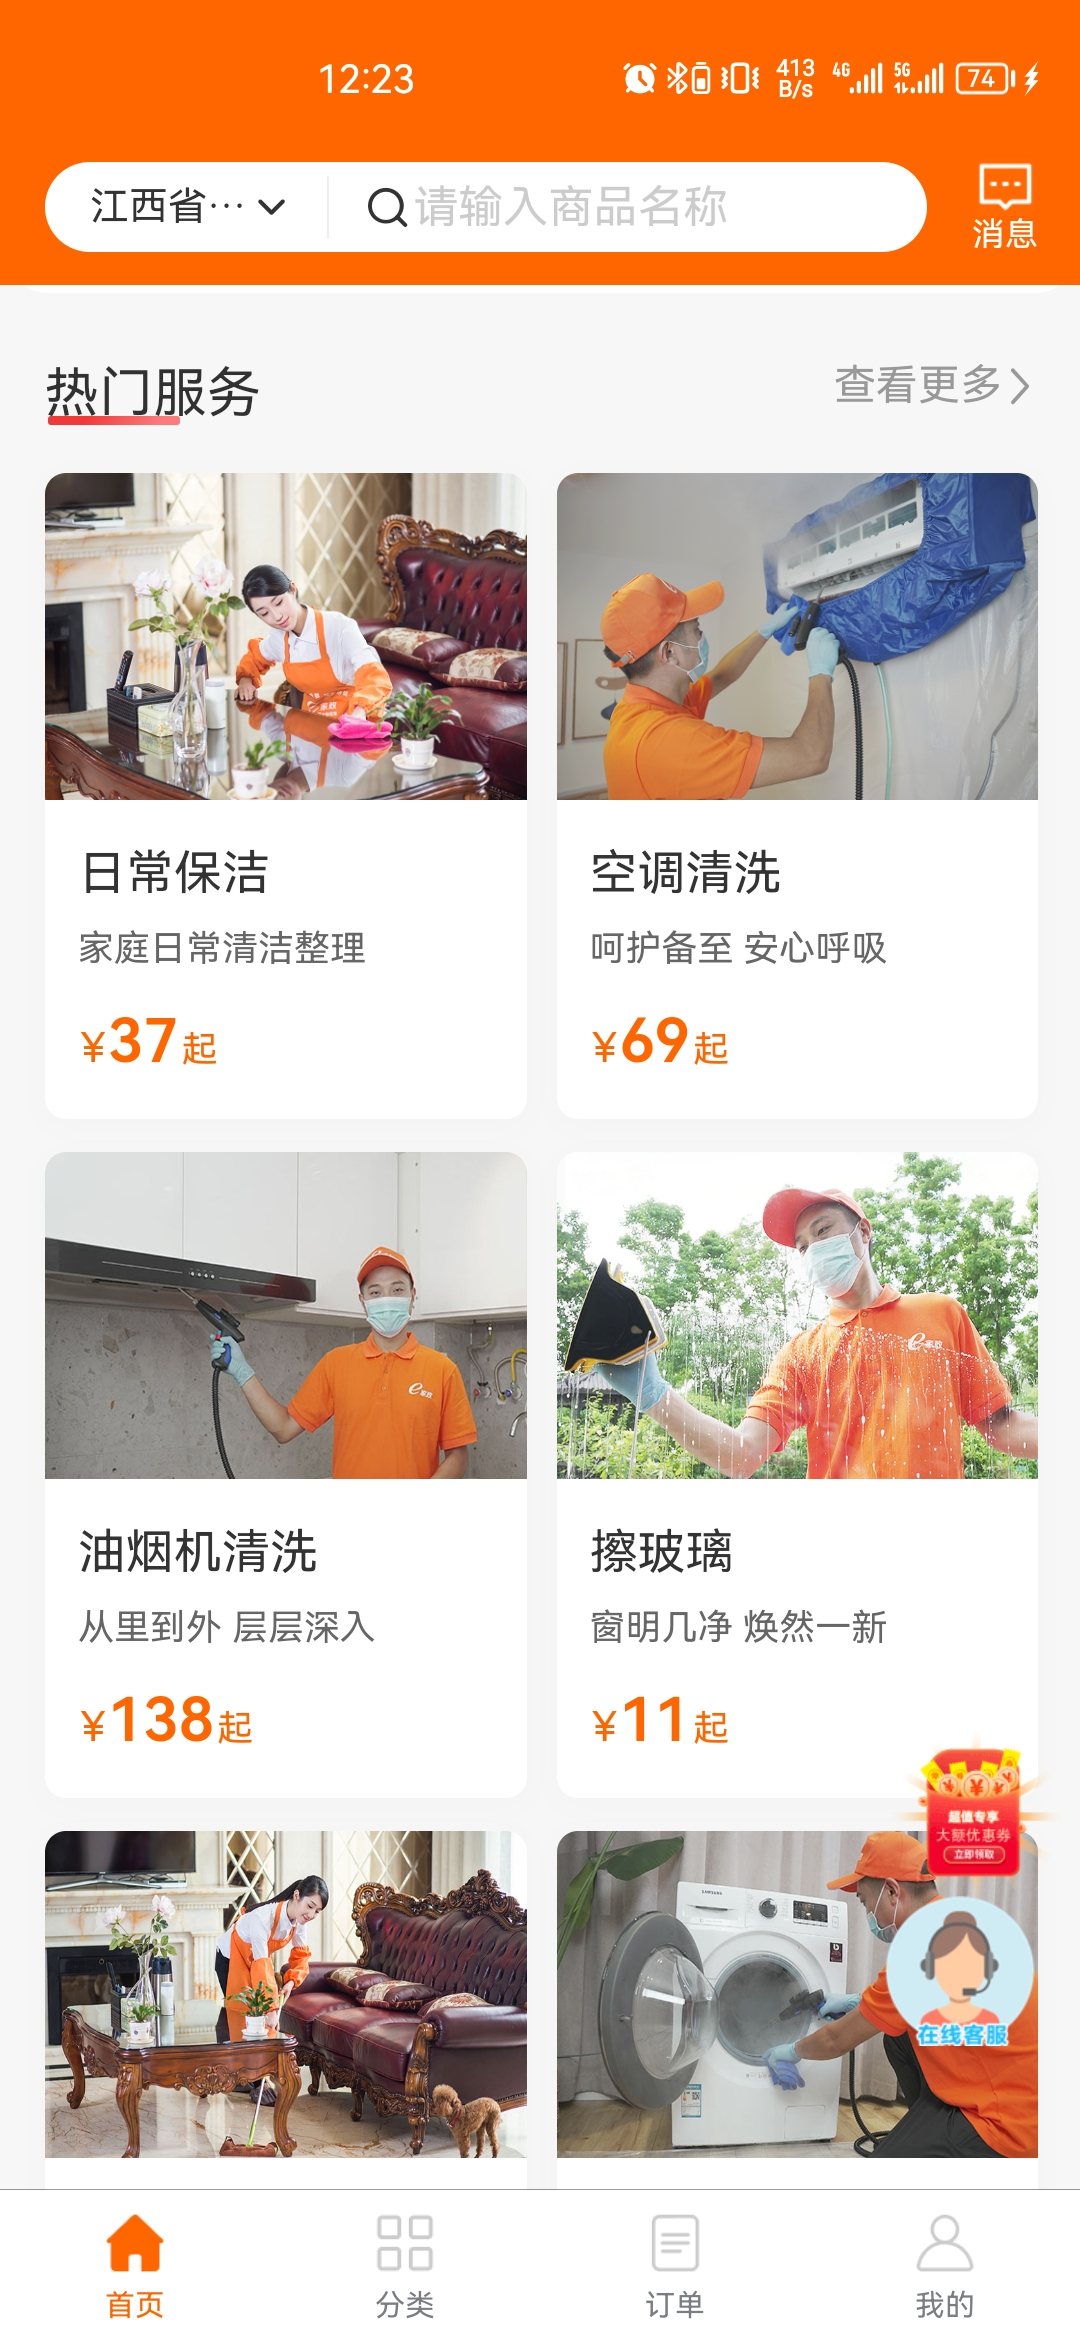 12:23
413 B/s
4G
5G
74
江西省···
请输入商品名称
消息
热门服务
查看更多
日常保洁
家庭日常清洁整理
¥37起
空调清洗
呵护备至 安心呼吸
¥69起
油烟机清洗
从里到外 层层深入
¥138起
擦玻璃
窗明几净 焕然一新
¥11起
超值专享
大额优惠券
立即领取
SAMSUNG
在线客服
首页
分类
订单
我的